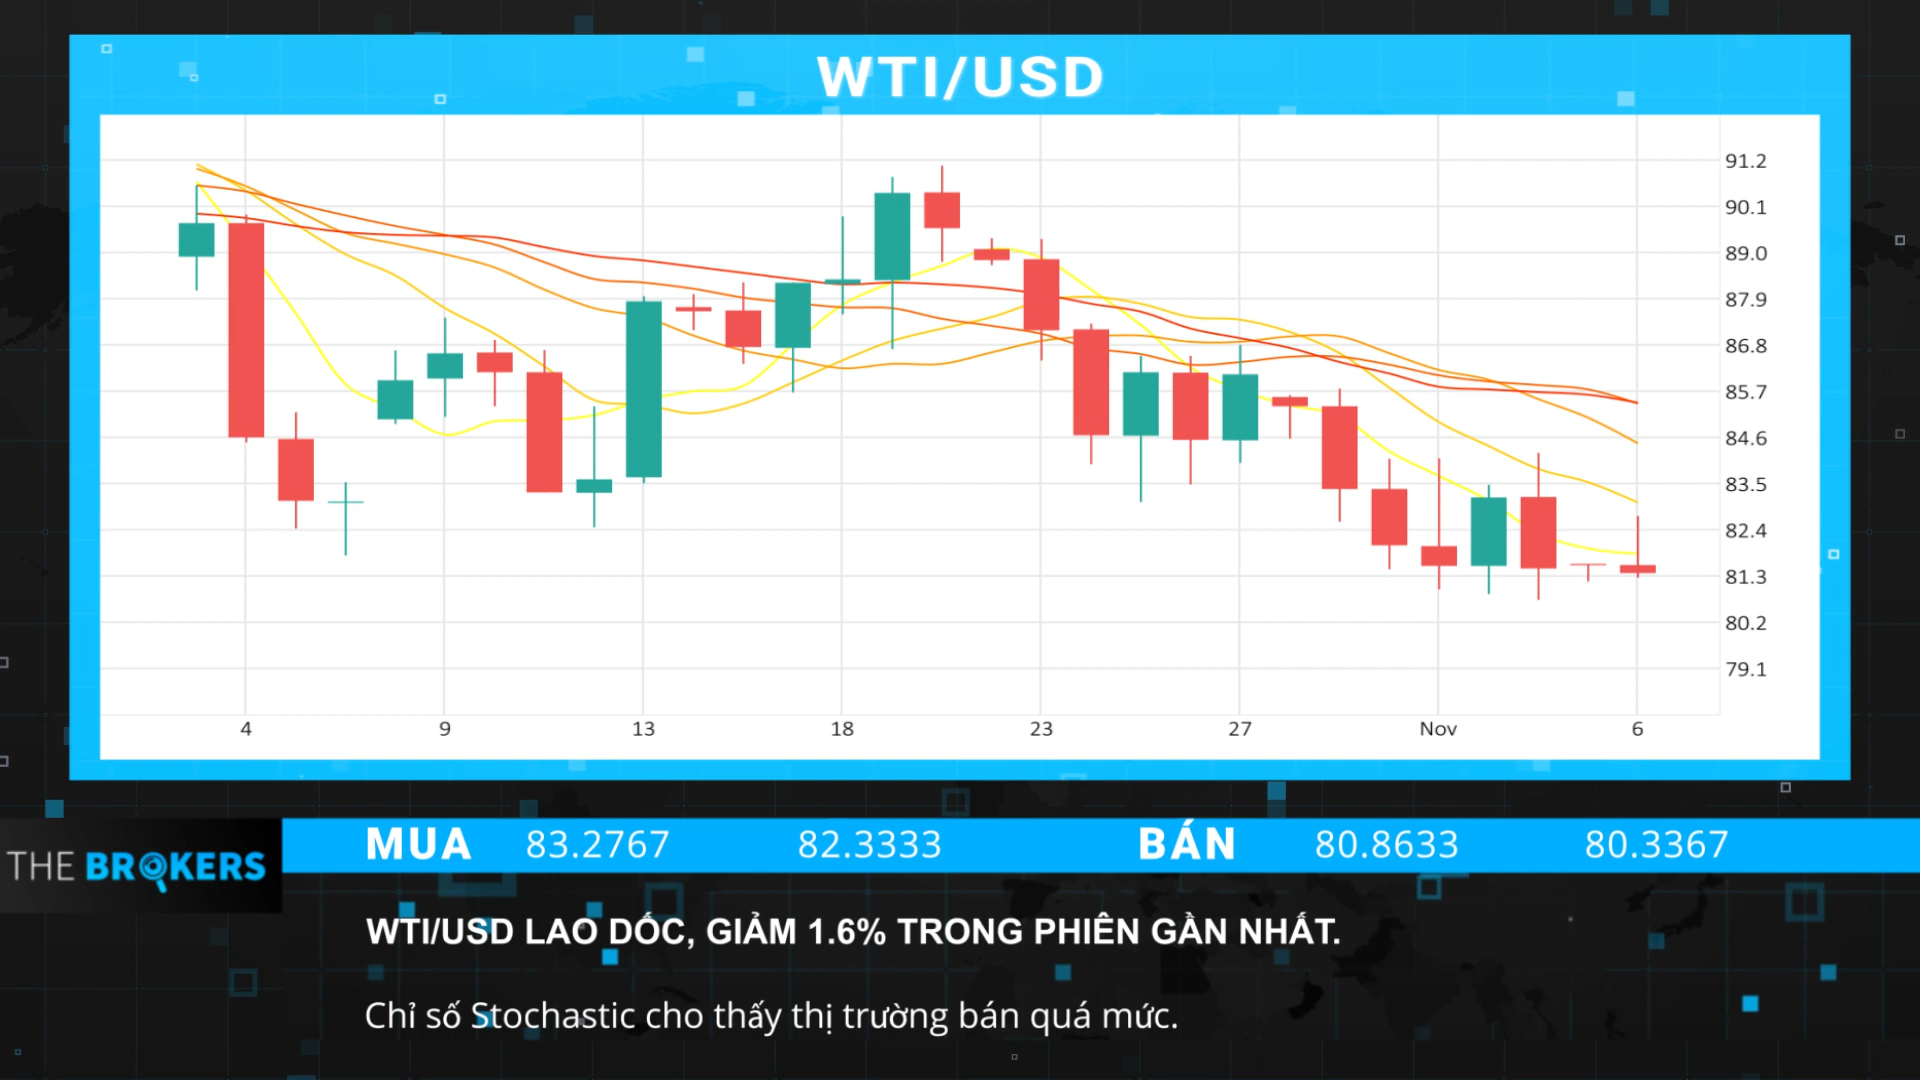 WTI/USD
91.2
90.1
89.0
87.9
86.8
85.7
84.6
83.5
82.4
81.3
80.2
79.1
4 9 13 18 23 27 Nov 6
THE BROKERS
MUA 83.2767 82.3333 BÁN 80.8633 80.3367
WTI/USD LAO DỐC, GIẢM 1.6% TRONG PHIÊN GẦN NHẤT.
Chỉ số Stochastic cho thấy thị trường bán quá mức.